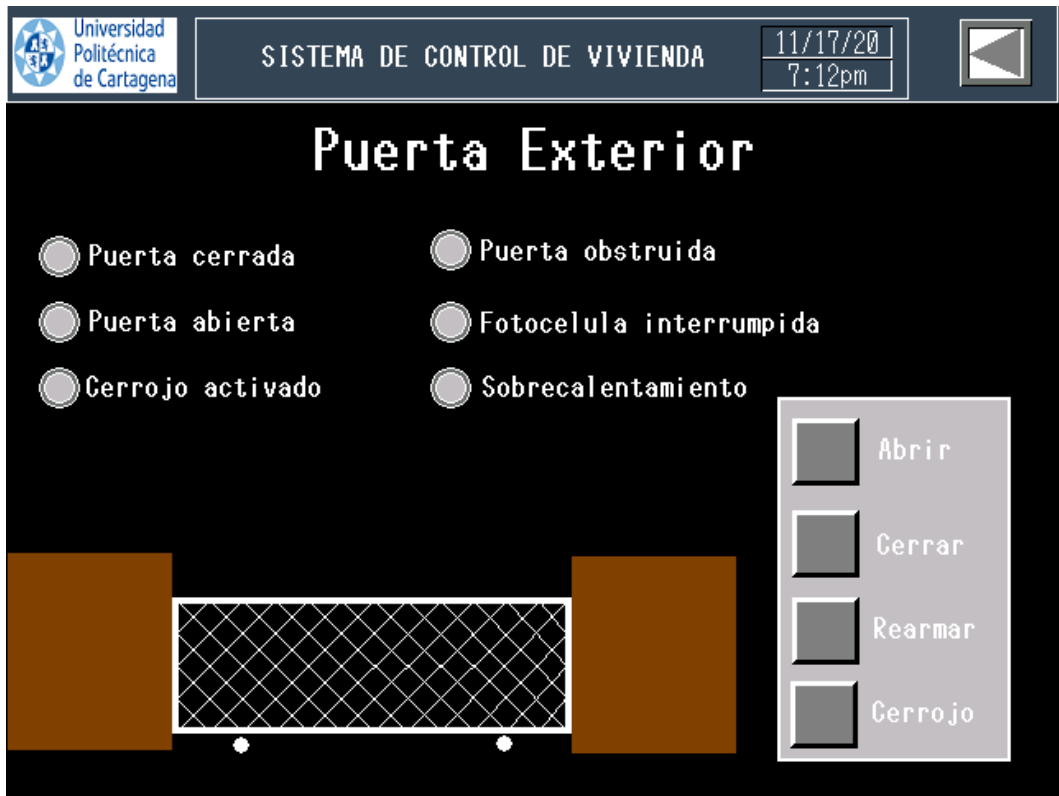 Universidad
Politécnica
de Cartagena
SISTEMA DE CONTROL DE VIVIENDA
11/17/20
7:12pm
Puerta Exterior
Puerta cerrada
Puerta obstruida
Puerta abierta
Fotocelula interrumpida
Cerrojo activado
Sobrecalentamiento
Abrir
Cerrar
Rearmar
Cerrojo